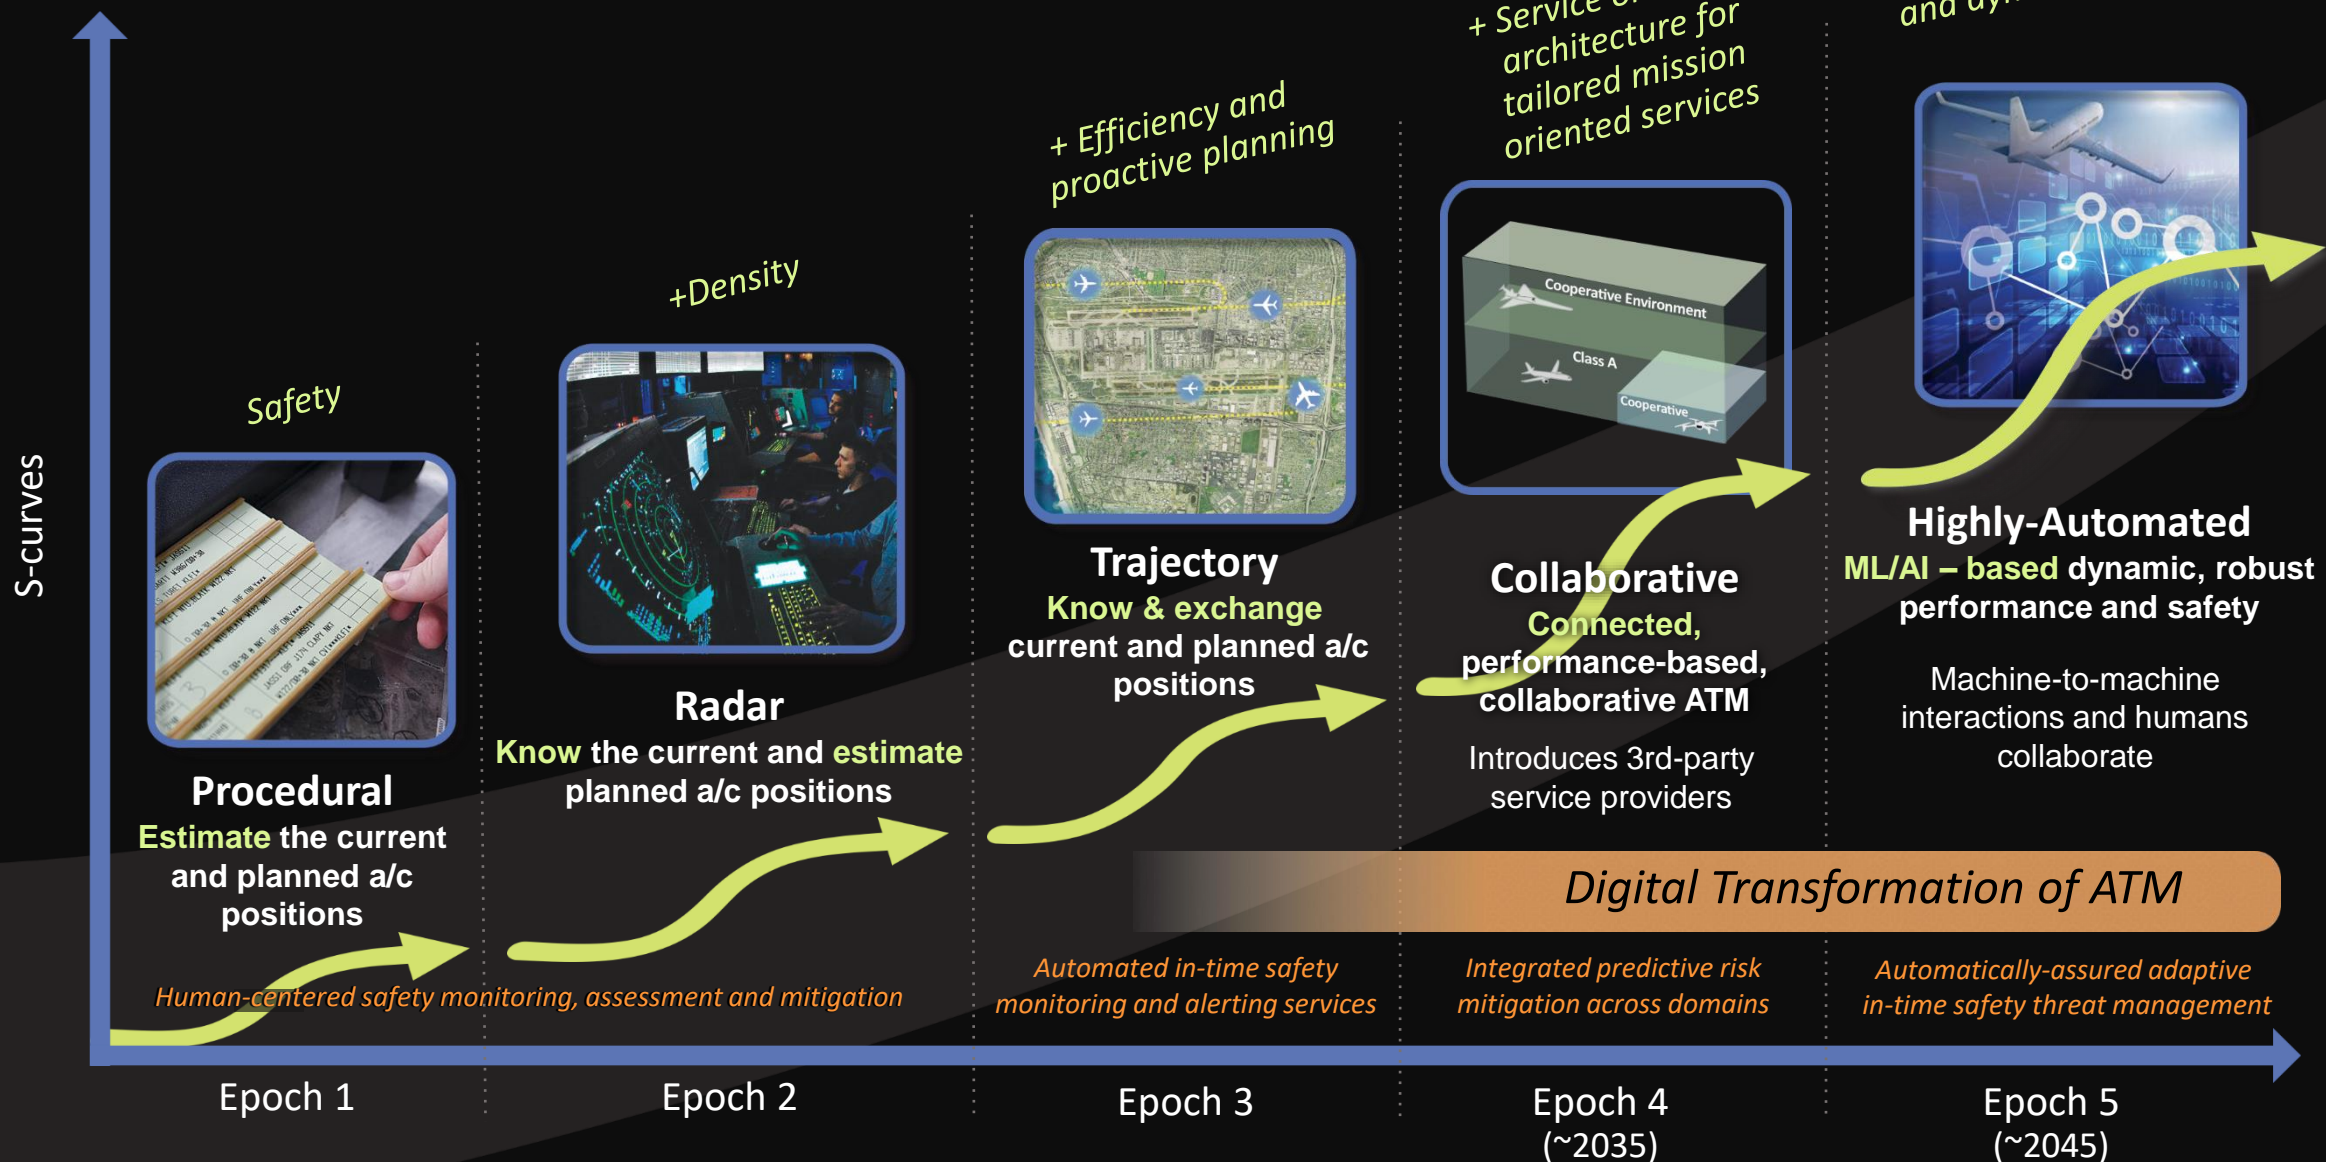 S-curves
Safety
+Density
+ Efficiency and
proactive planning
+ Service
architecture for
tailored mission
oriented services
and
Procedural
Estimate the current
and planned a/c
positions
Radar
Know the current and estimate
planned a/c positions
Trajectory
Know & exchange
current and planned a/c
positions
Cooperative Environment
Class A
Cooperative
Collaborative
Connected,
performance-based,
collaborative ATM
Introduces 3rd-party
service providers
Highly-Automated
ML/AI – based dynamic, robust
performance and safety
Machine-to-machine
interactions and humans
collaborate
Digital Transformation of ATM
Human-centered safety monitoring, assessment and mitigation
Automated in-time safety
monitoring and alerting services
Integrated predictive risk
mitigation across domains
Automatically-assured adaptive
in-time safety threat management
Epoch 1
Epoch 2
Epoch 3
Epoch 4
(~2035)
Epoch 5
(~2045)